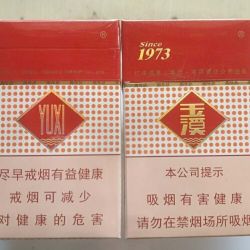 Since
1973
YUXI
玉溪
尽早戒烟有益健康
戒烟可减少
对健康的危害
本公司提示
吸烟有害健康
请勿在禁烟场所吸烟